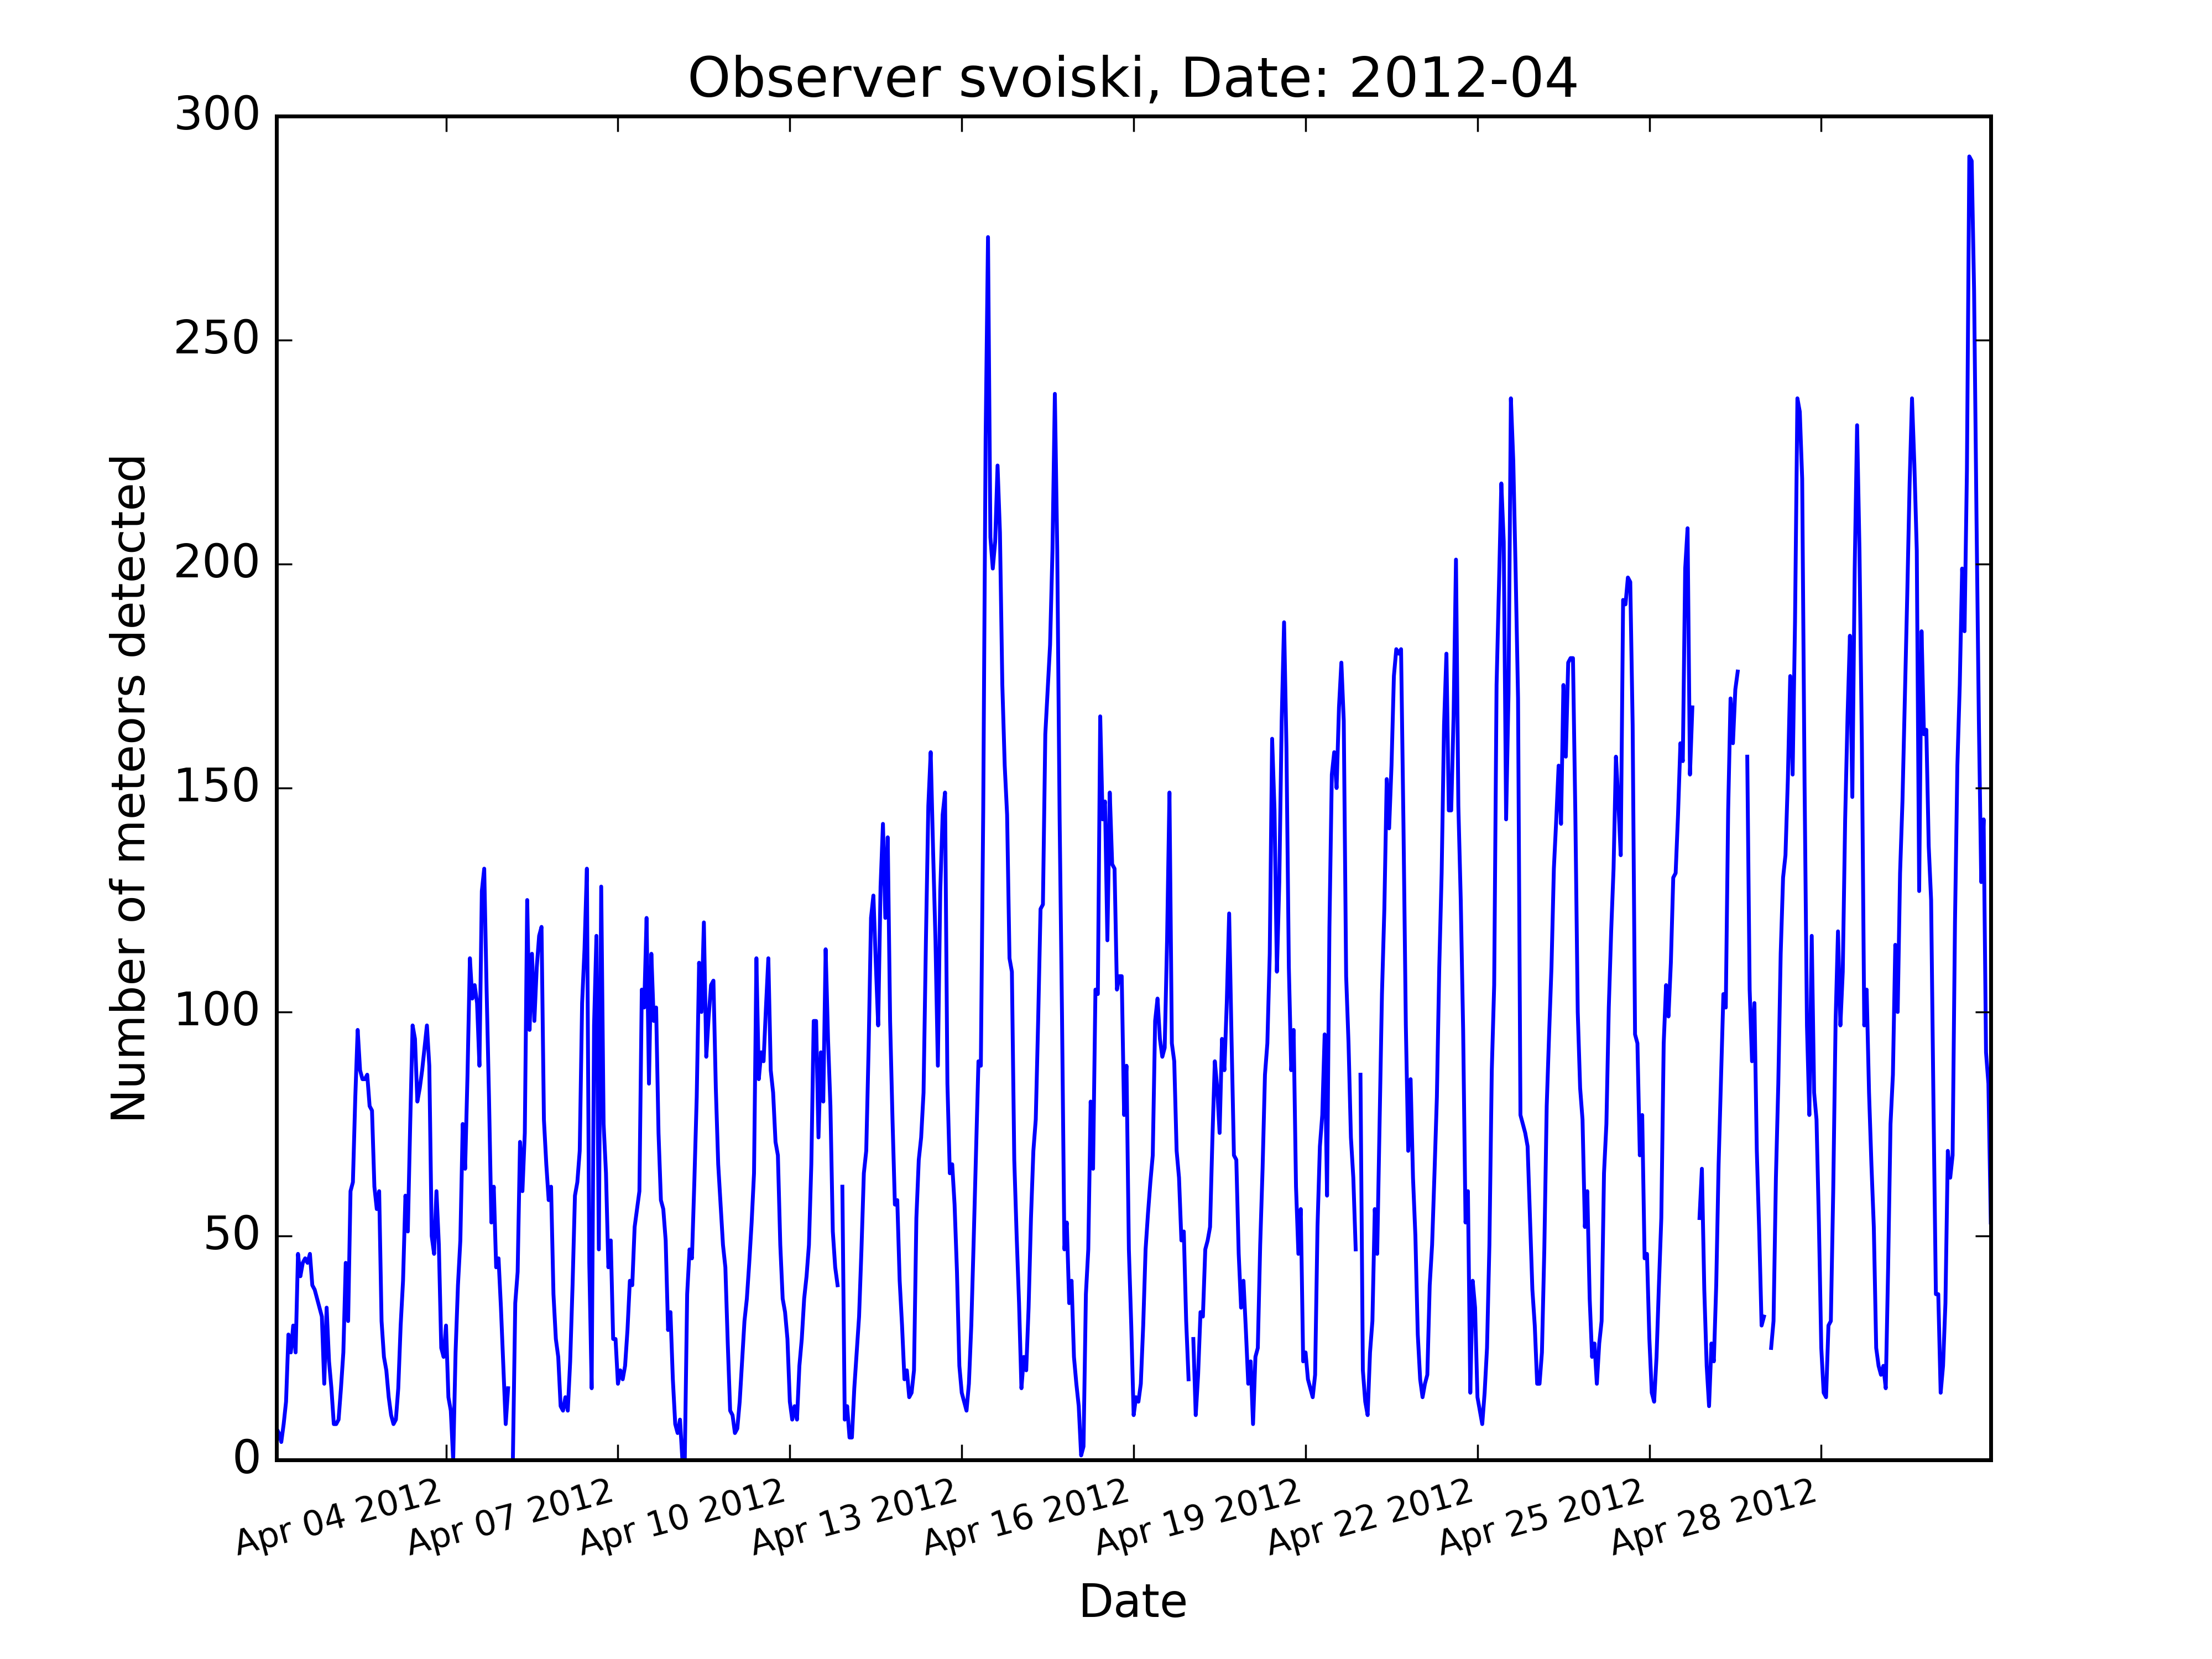 Observer svoiski, Date: 2012-04
300
250
200
150
100
50
0
Number of meteors detected
Apr 04 2012
Apr 07 2012
Apr 10 2012
Apr 13 2012
Apr 16 2012
Apr 19 2012
Apr 22 2012
Apr 25 2012
Apr 28 2012
Date